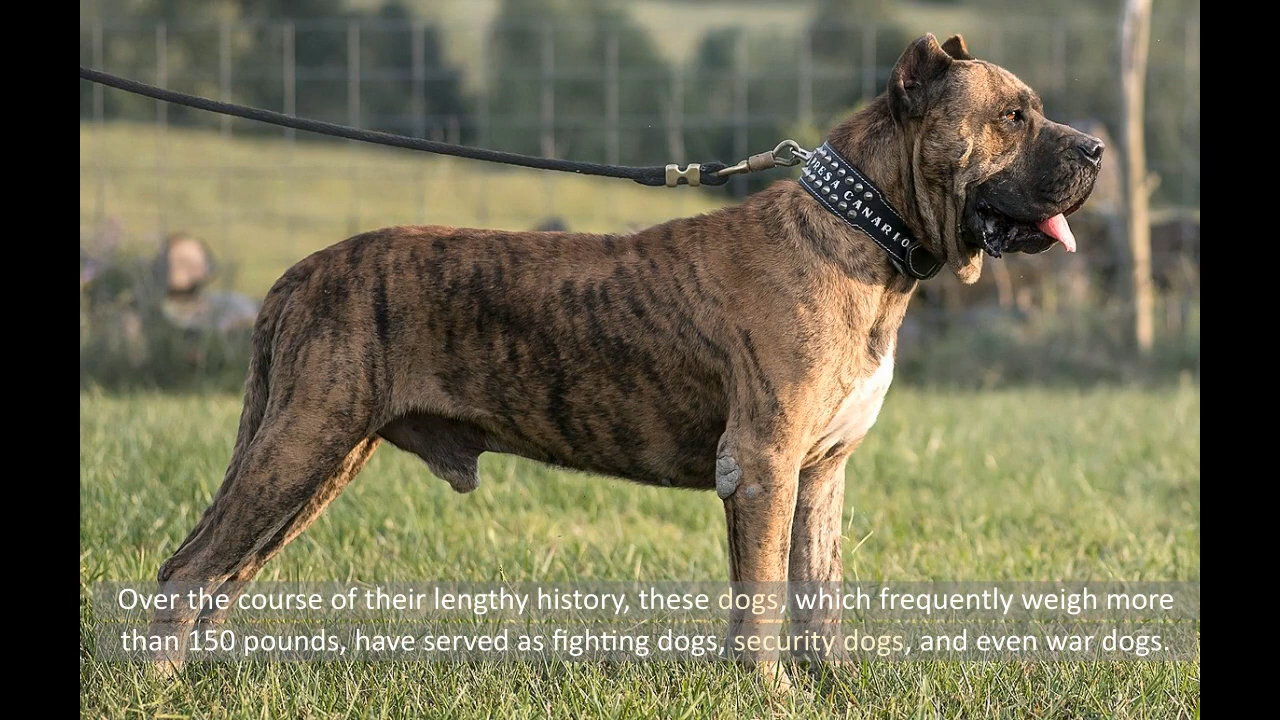 PRESA CANARIO
Over the course of their lengthy history, these dogs, which frequently weigh more
than 150 pounds, have served as fighting dogs, security dogs, and even war dogs.